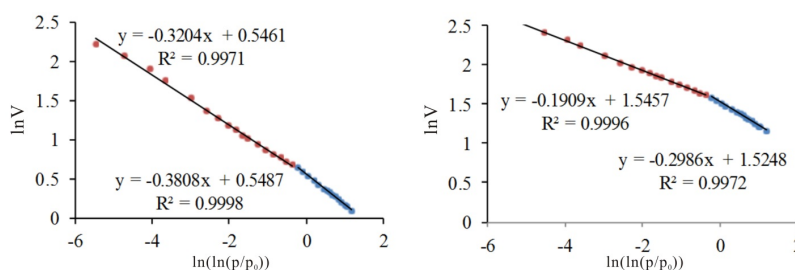 2.5
2
1.5
1
0.5
0
lnV
y = -0.3204x + 0.5461
R² = 0.9971
y = -0.3808x + 0.5487
R² = 0.9998
-6 -4 -2 0 2
ln(ln(p/p₀))
2.5
2
1.5
1
0.5
0
lnV
y = -0.1909x + 1.5457
R² = 0.9996
y = -0.2986x + 1.5248
R² = 0.9972
-6 -4 -2 0
ln(ln(p/p₀))